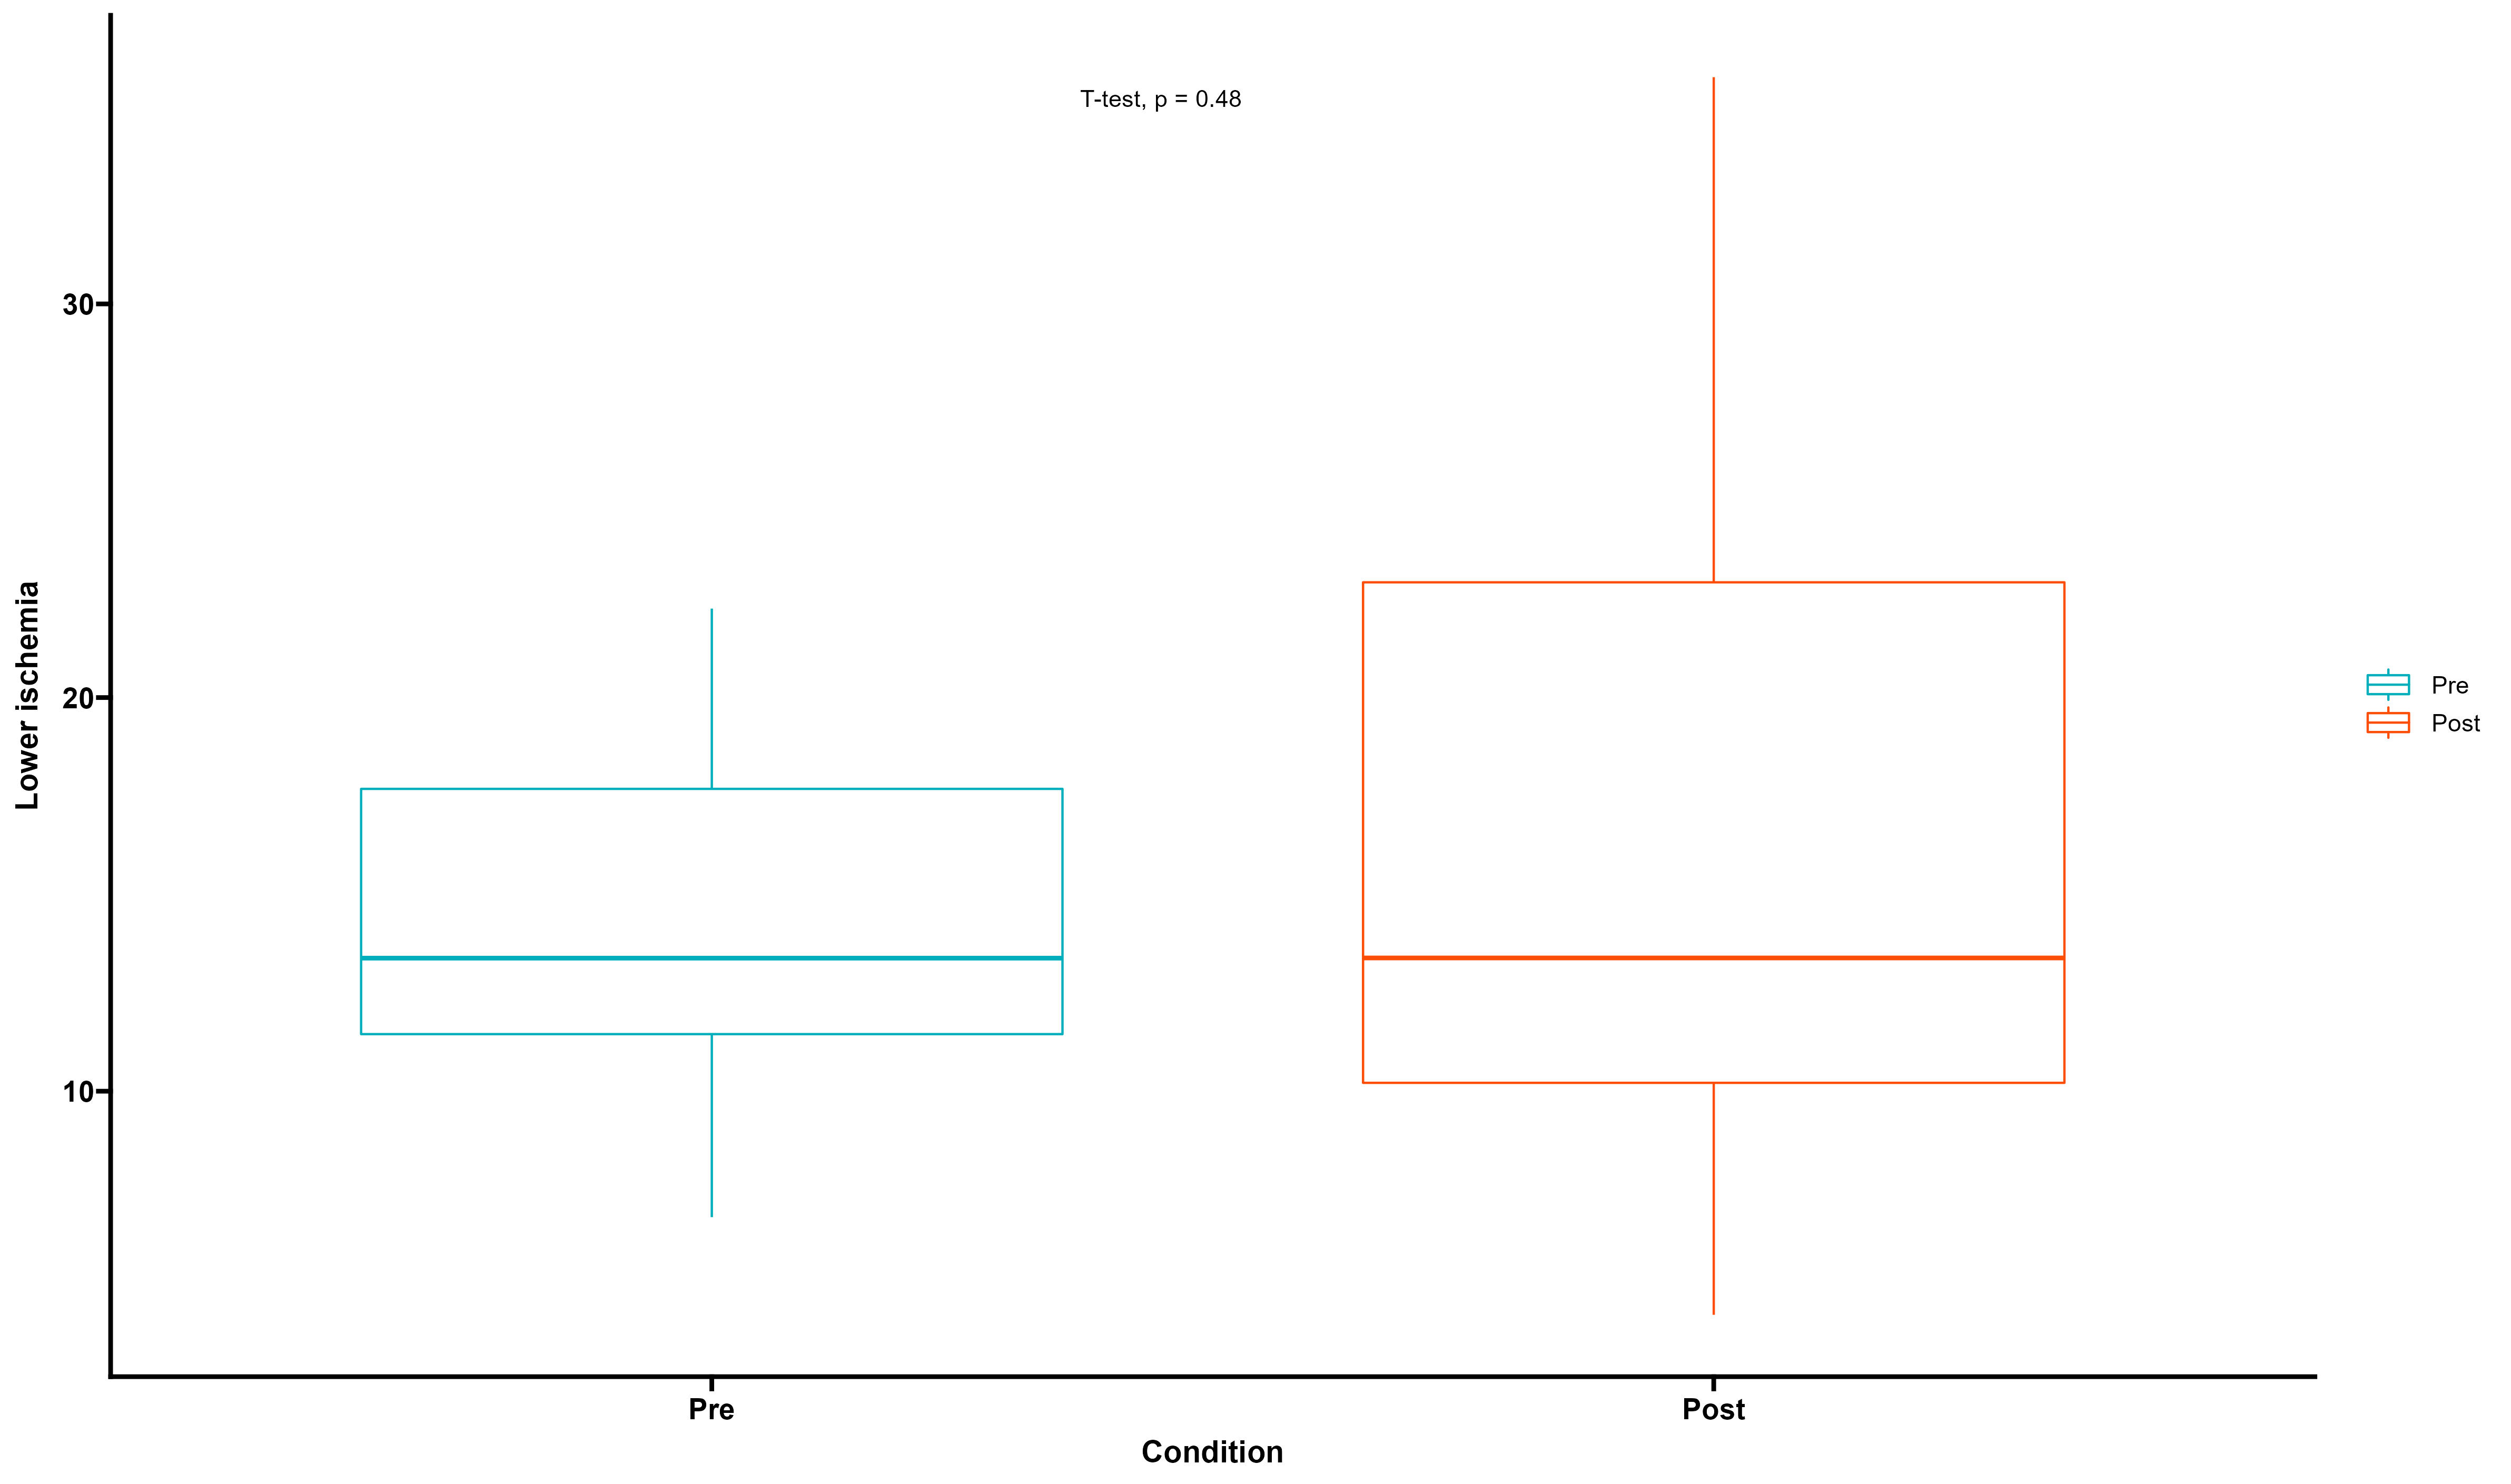 T-test, p = 0.48
30
20
10
Lower ischemia
Pre
Post
Condition
Pre
Post